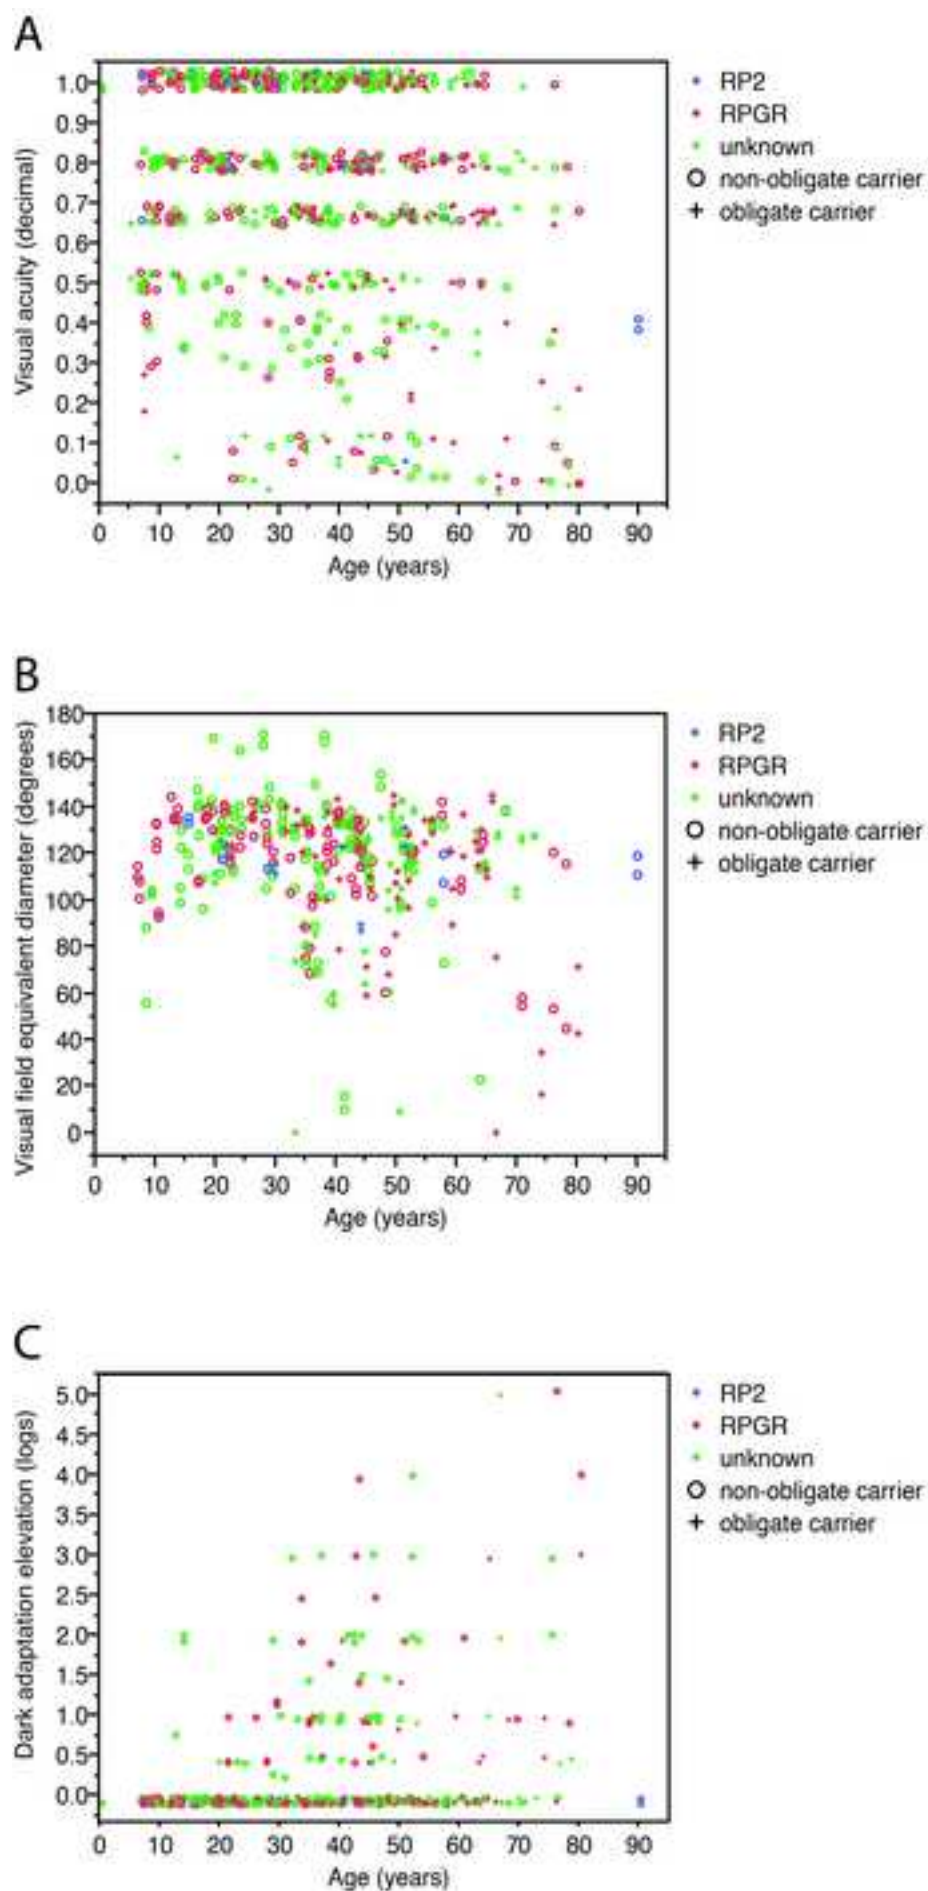 A
Visual acuity (decimal)
1.0
0.9
0.8
0.7
0.6
0.5
0.4
0.3
0.2
0.1
0.0
0 10 20 30 40 50 60 70 80 90
Age (years)
RP2
RPGR
unknown
non-obligate carrier
obligate carrier
B
Visual field equivalent diameter (degrees)
180
160
140
120
100
80
60
40
20
0
0 10 20 30 40 50 60 70 80 90
Age (years)
RP2
RPGR
unknown
non-obligate carrier
obligate carrier
C
Dark adaptation elevation (logs)
5.0
4.5
4.0
3.5
3.0
2.5
2.0
1.5
1.0
0.5
0.0
0 10 20 30 40 50 60 70 80 90
Age (years)
RP2
RPGR
unknown
non-obligate carrier
obligate carrier